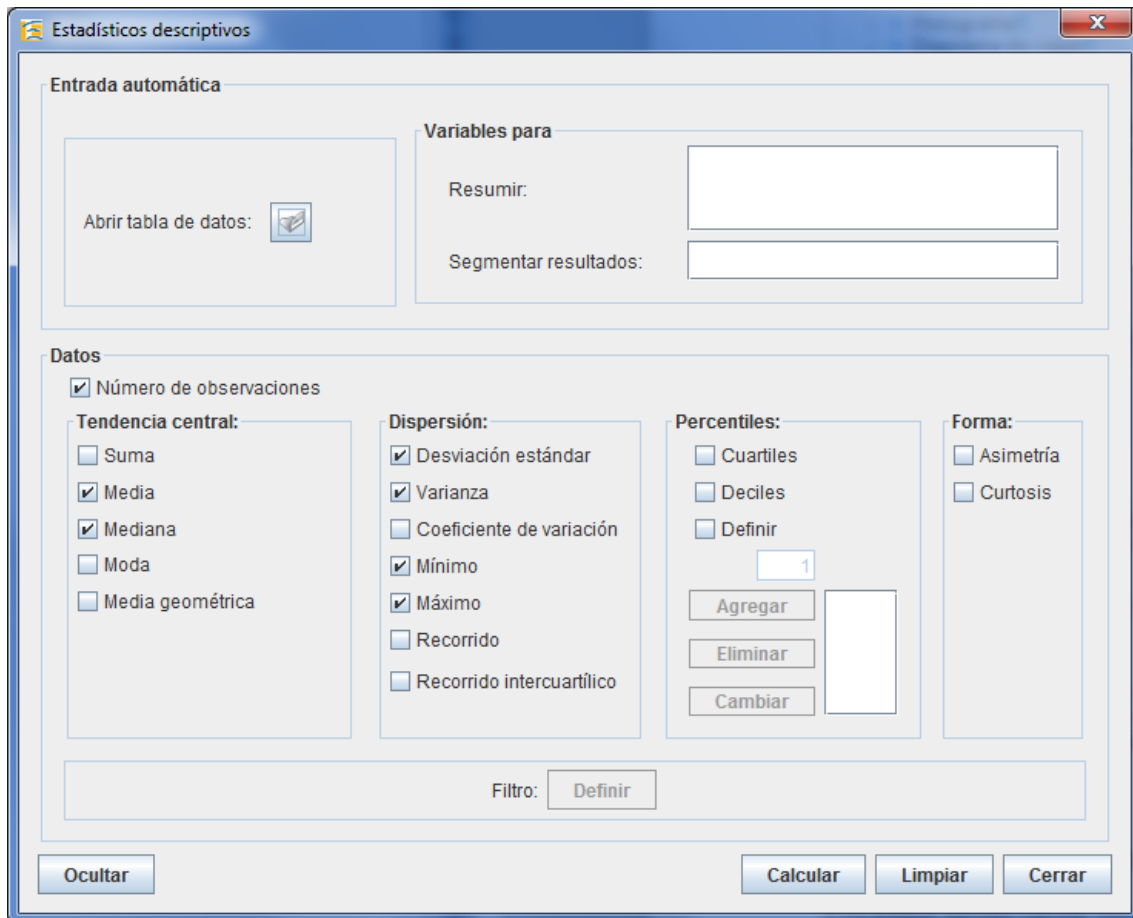 Estadísticos descriptivos
Entrada automática
Abrir tabla de datos:
Variables para
Resumir:
Segmentar resultados:
Datos
Número de observaciones
Tendencia central:
Suma
Media
Mediana
Moda
Media geométrica
Dispersión:
Desviación estándar
Varianza
Coeficiente de variación
Mínimo
Máximo
Recorrido
Recorrido intercuartílico
Percentiles:
Cuartiles
Deciles
Definir
1
Agregar
Eliminar
Cambiar
Forma:
Asimetría
Curtosis
Filtro:
Definir
Ocultar
Calcular
Limpiar
Cerrar